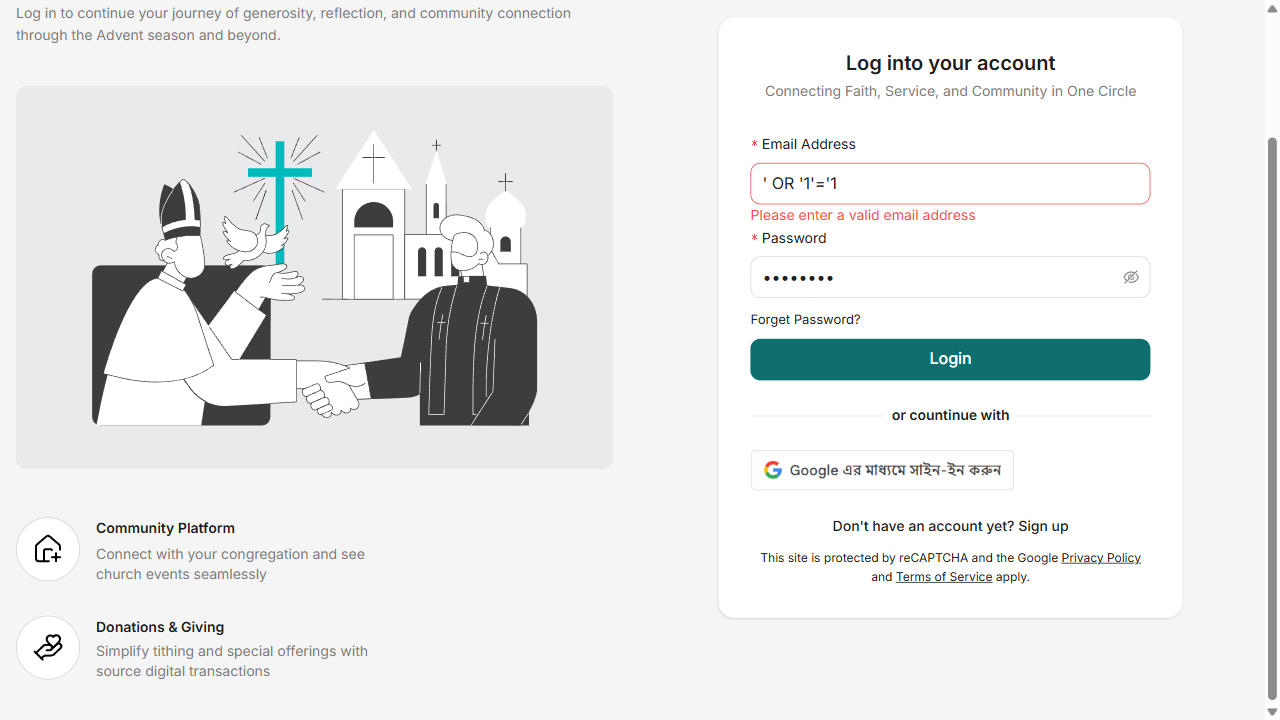 Log in to continue your journey of generosity, reflection, and community connection
through the Advent season and beyond.
Community Platform
Connect with your congregation and see
church events seamlessly
Donations & Giving
Simplify tithing and special offerings with
source digital transactions
Log into your account
Connecting Faith, Service, and Community in One Circle
* Email Address
' OR '1'='1
Please enter a valid email address
* Password
••••••••
Forget Password?
Login
or countinue with
Google এর মাধ্যমে সাইন-ইন করুন
Don't have an account yet? Sign up
This site is protected by reCAPTCHA and the Google Privacy Policy
and Terms of Service apply.